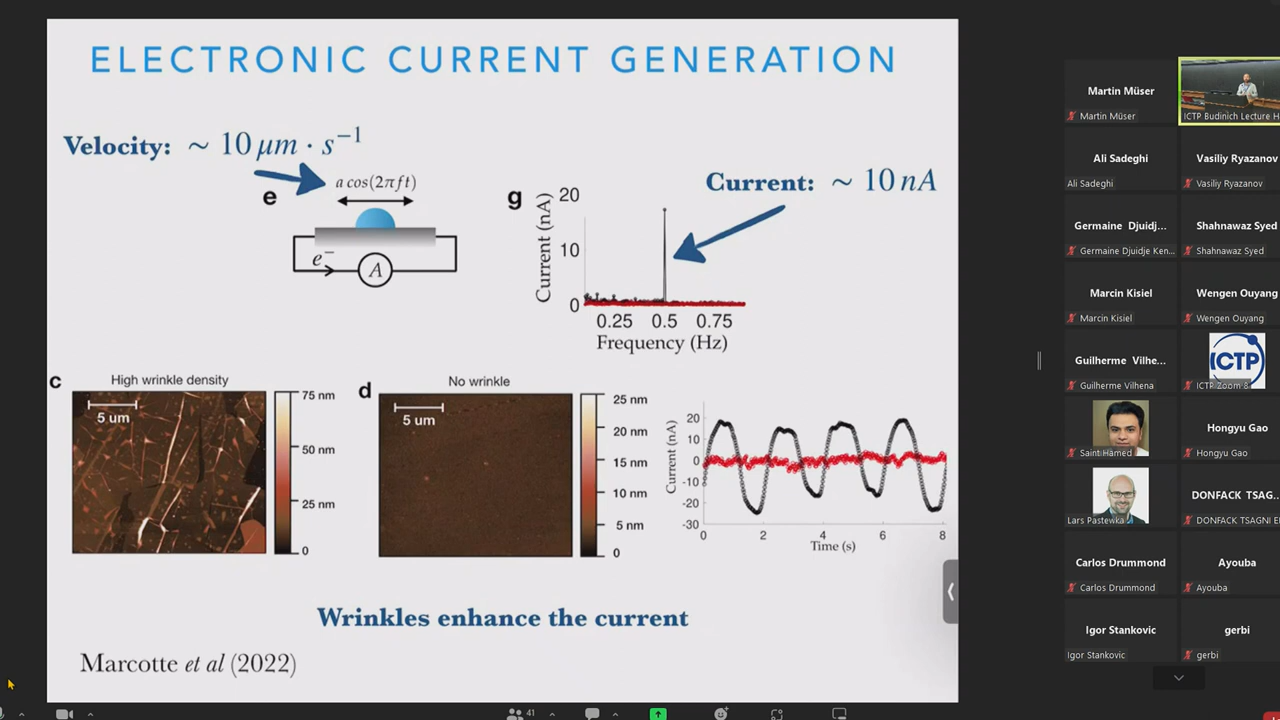 ELECTRONIC CURRENT GENERATION
Velocity: ~ 10 μm · s⁻¹
a cos(2πft)
e
e⁻
A
g
Current (nA)
20
10
0
0.25 0.5 0.75
Frequency (Hz)
Current: ~ 10 nA
c
High wrinkle density
5 um
75 nm
50 nm
25 nm
0
d
No wrinkle
5 um
25 nm
20 nm
15 nm
10 nm
5 nm
0
Current (nA)
20
10
0
-10
-20
-30
0 2 4 6 8
Time (s)
Wrinkles enhance the current
Marcotte et al (2022)
Martin Müser
Martin Müser
ICTP Budinich Lecture H
Ali Sadeghi
Ali Sadeghi
Vasiliy Ryazanov
Vasiliy Ryazanov
Germaine Djuidj...
Germaine Djuidje Ken...
Shahnawaz Syed
Shahnawaz Syed
Marcin Kisiel
Marcin Kisiel
Wengen Ouyang
Wengen Ouyang
Guilherme Vilhe...
Guilherme Vilhena
ICTP
ICTP Zoom 8
Saint Hamed
Hongyu Gao
Hongyu Gao
Lars Pastewka
DONFACK TSAG...
DONFACK TSAGNI E
Carlos Drummond
Carlos Drummond
Ayouba
Ayouba
Igor Stankovic
Igor Stankovic
gerbi
gerbi
41